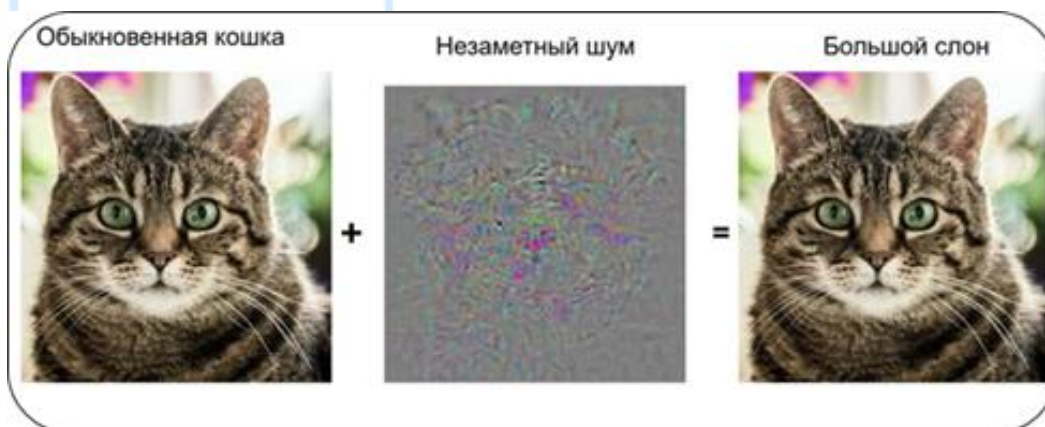 Обыкновенная кошка
Незаметный шум
Большой слон
+
=